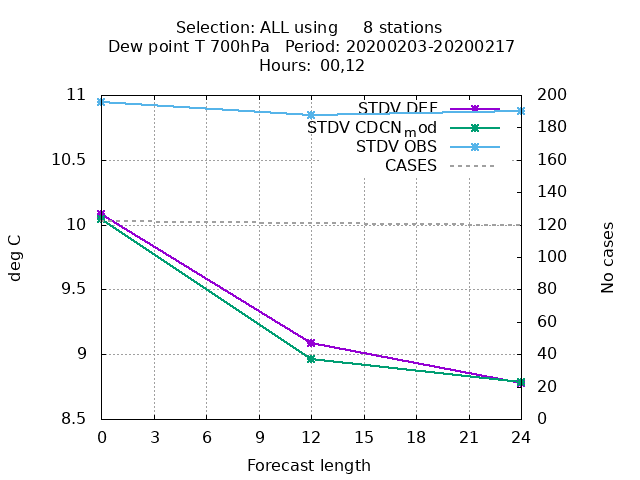 Selection: ALL using 8 stations
Dew point T 700hPa Period: 20200203-20200217
Hours: 00,12
11
10.5
10
9.5
9
8.5
deg C
200
180
160
140
120
100
80
60
40
20
0
No cases
STDV DEF
STDV CDCN_mod
STDV OBS
CASES
0 3 6 9 12 15 18 21 24
Forecast length